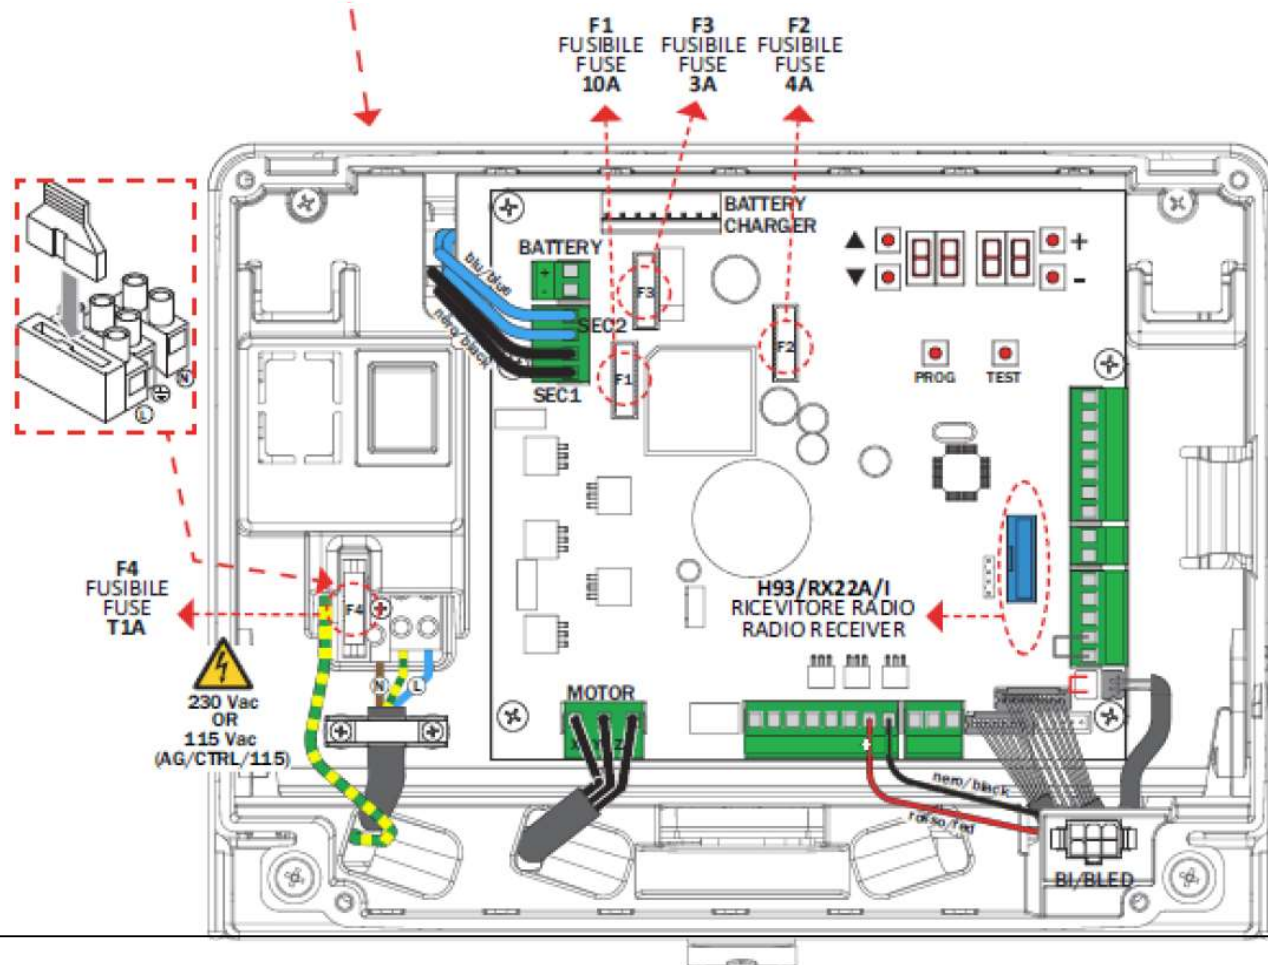 F1
FUSIBILE
FUSE
10A
F3
FUSIBILE
FUSE
3A
F2
FUSIBILE
FUSE
4A
BATTERY
CHARGER
BATTERY
+
-
blu/blue
SEC2
nero/black
SEC1
F3
F1
F2
▲
▼
+
-
PROG
TEST
N
L
F4
FUSIBILE
FUSE
T1A
F4
N
L
230 Vac
OR
115 Vac
(AG/CTRL/115)
H93/RX22A/I
RICEVITORE RADIO
RADIO RECEIVER
MOTOR
X
Z
+
nero/black
rosso/red
BI/BLED